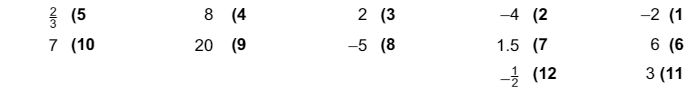 1) –2 2) –4 3) 2 4) 8 5) 2/3
6) 6 7) 1.5 8) –5 9) 20 10) 7
11) 3 12) –1/2